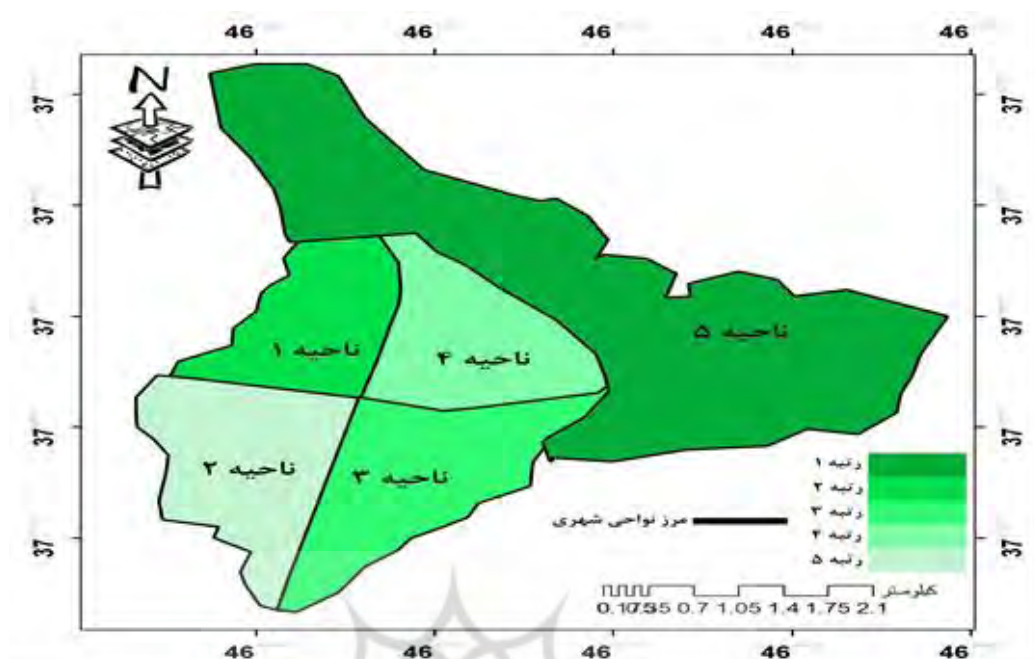 46 46 46 46 46
N
37
37
37
37
37
37
37
37
37
37
ناحیه ۵
ناحیه ۱
ناحیه ۴
ناحیه ۲
ناحیه ۳
رتبه ۱
رتبه ۲
رتبه ۳
رتبه ۴
رتبه ۵
مرز نواحی شهری
کیلومتر
0.7 1.05 1.4 1.75 2.1
46 46 46 46 46